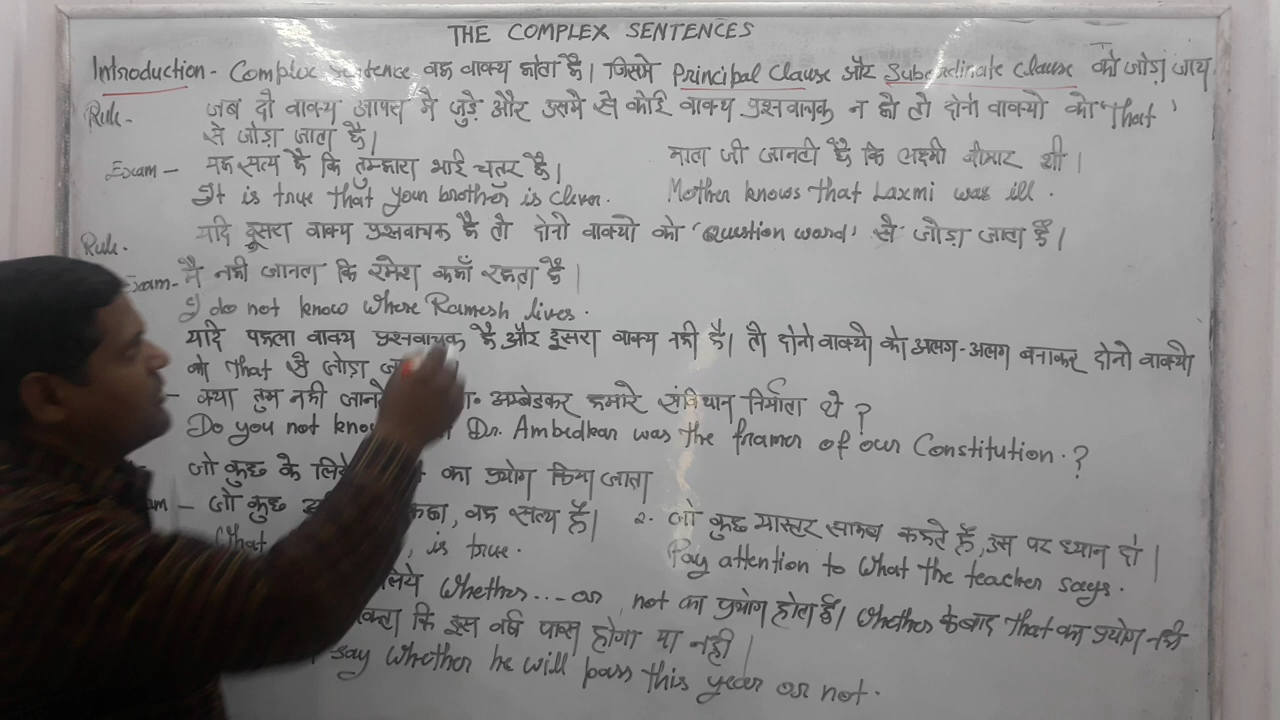 THE COMPLEX SENTENCES
Introduction - Complex sentence वह वाक्य होता है। जिसमे Principal Clause और Subordinate Clause को जोड़ा जाय
Rule - जब दो वाक्य आपस मे जुड़े और उसमे से कोई वाक्य प्रश्नवाचक न हो तो दोनो वाक्यो को 'That'
से जोड़ा जाता है।
Exam - यह सत्य है कि तुम्हारा भाई चतुर है। माता जी जानती है कि लक्ष्मी बीमार थी।
It is true that your brother is clever. Mother knows that Laxmi was ill.
Rule - यदि दूसरा वाक्य प्रश्नवाचक है तो दोनो वाक्यो को 'Question word' से जोड़ा जाता है।
Exam - मै नही जानता कि रमेश कहाँ रहता है।
I do not know where Ramesh lives.
यदि पहला वाक्य प्रश्नवाचक है और दूसरा वाक्य नही है। तो दोनो वाक्यो को अलग-अलग बनाकर दोनो वाक्यो
को That से जोड़ा
- क्या तुम नही जानते अम्बेडकर हमारे संविधान निर्माता थे?
Do you not know Dr. Ambedkar was the framer of our Constitution.?
जो कुछ के लिये का प्रयोग किया जाता
- जो कुछ कहा, वह सत्य है। 2. जो कुछ मास्टर साहब कहते है, उस पर ध्यान दो।
What , is true. Pay attention to what the teacher says.
लिये Whether...- or not का प्रयोग होता है। Whether के बाद That का प्रयोग नही
कि इस वर्ष पास होगा या नही।
say whether he will pass this year or not.